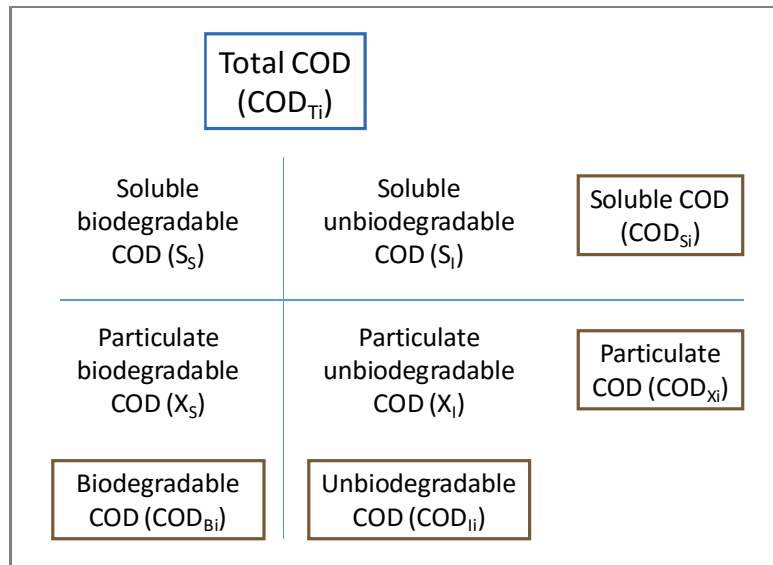 Total COD
(COD_Ti)
Soluble
biodegradable
COD (S_S)
Soluble
unbiodegradable
COD (S_I)
Soluble COD
(COD_Si)
Particulate
biodegradable
COD (X_S)
Particulate
unbiodegradable
COD (X_I)
Particulate
COD (COD_Xi)
Biodegradable
COD (COD_Bi)
Unbiodegradable
COD (COD_Ii)